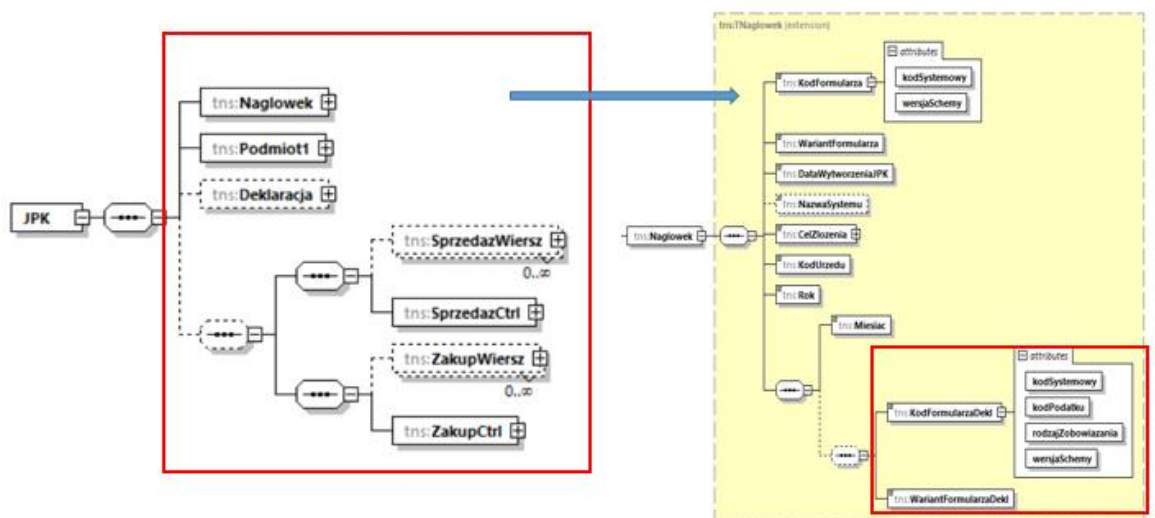 JPK
tns:Naglowek
tns:Podmiot1
tns:Deklaracja
tns:SprzedazWiersz
0..∞
tns:SprzedazCtrl
tns:ZakupWiersz
0..∞
tns:ZakupCtrl
tns:TNaglowek (extension)
tns:Naglowek
tns:KodFormularza
attributes
kodSystemowy
wersjaSchemy
tns:WariantFormularza
tns:DataWytworzeniaJPK
tns:NazwaSystemu
tns:CelZlozenia
tns:KodUrzedu
tns:Rok
tns:Miesiac
tns:KodFormularzaDekl
attributes
kodSystemowy
kodPodatku
rodzajZobowiazania
wersjaSchemy
tns:WariantFormularzaDekl